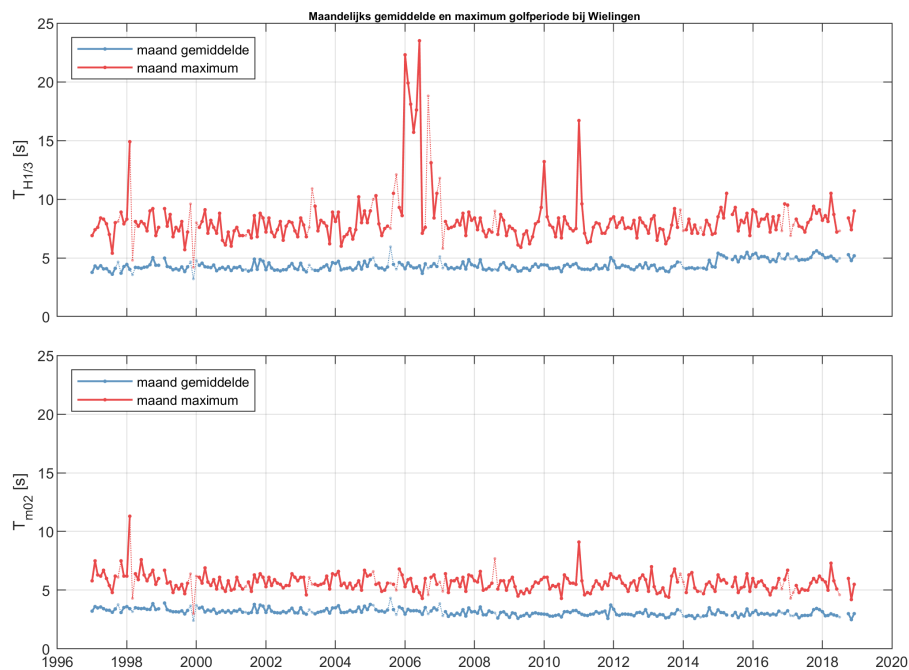 Maandelijks gemiddelde en maximum golfperiode bij Wielingen
25
20
15
10
5
0
T_H1/3 [s]
maand gemiddelde
maand maximum
25
20
15
10
5
0
T_m02 [s]
maand gemiddelde
maand maximum
1996 1998 2000 2002 2004 2006 2008 2010 2012 2014 2016 2018 2020